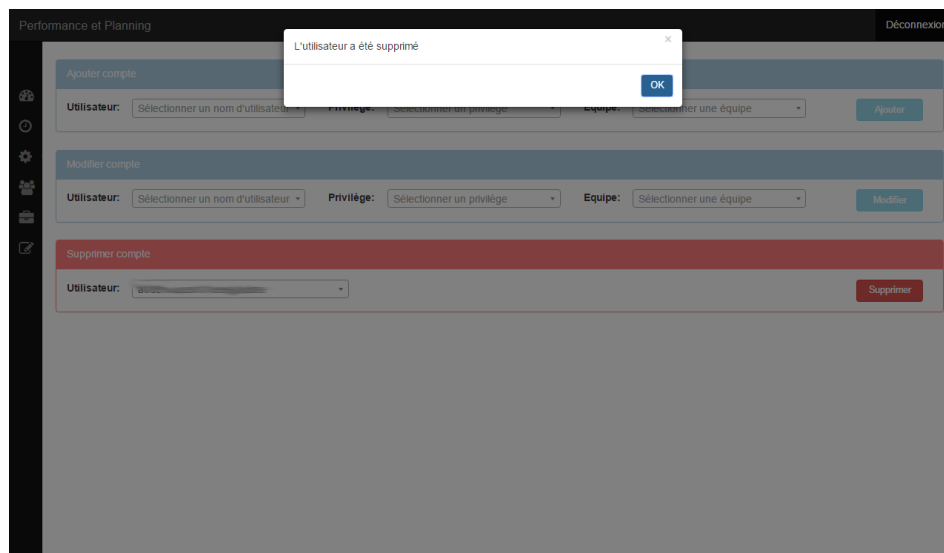 Performance et Planning
Déconnexion
L'utilisateur a été supprimé
×
OK
Ajouter compte
Utilisateur: Sélectionner un nom d'utilisateur Privilège: Sélectionner un privilège Equipe: Sélectionner une équipe Ajouter
Modifier compte
Utilisateur: Sélectionner un nom d'utilisateur Privilège: Sélectionner un privilège Equipe: Sélectionner une équipe Modifier
Supprimer compte
Utilisateur: Supprimer